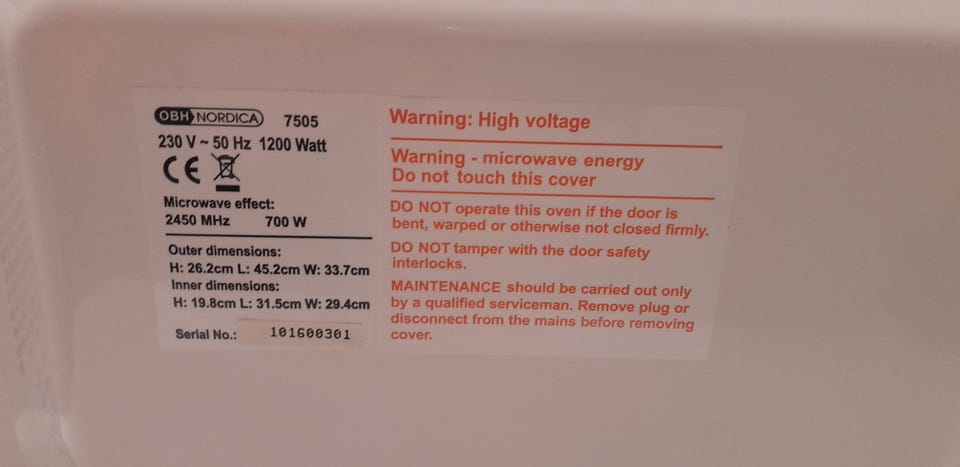 OBH NORDICA 7505
230 V ~ 50 Hz 1200 Watt
CE
Microwave effect:
2450 MHz 700 W
Outer dimensions:
H: 26.2cm L: 45.2cm W: 33.7cm
Inner dimensions:
H: 19.8cm L: 31.5cm W: 29.4cm
Serial No.: 101600301
Warning: High voltage
Warning - microwave energy
Do not touch this cover
DO NOT operate this oven if the door is
bent, warped or otherwise not closed firmly.
DO NOT tamper with the door safety
interlocks.
MAINTENANCE should be carried out only
by a qualified serviceman. Remove plug or
disconnect from the mains before removing
cover.